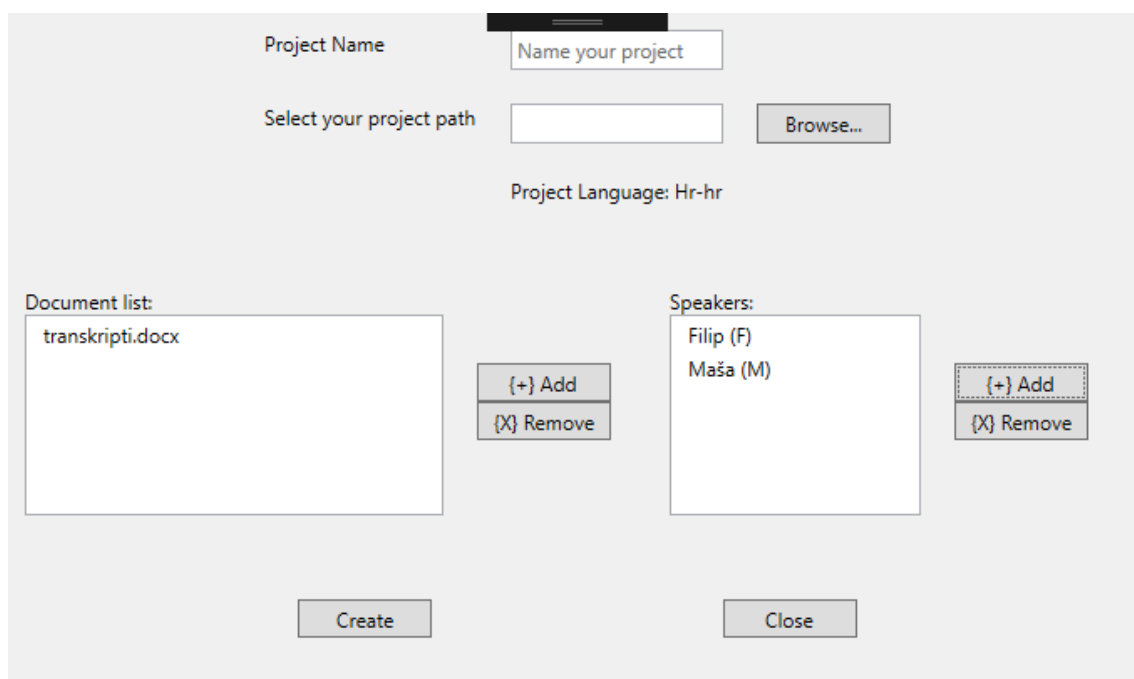 Project Name
Name your project
Select your project path
Browse...
Project Language: Hr-hr
Document list:
transkripti.docx
{+} Add
{X} Remove
Speakers:
Filip (F)
Maša (M)
{+} Add
{X} Remove
Create
Close